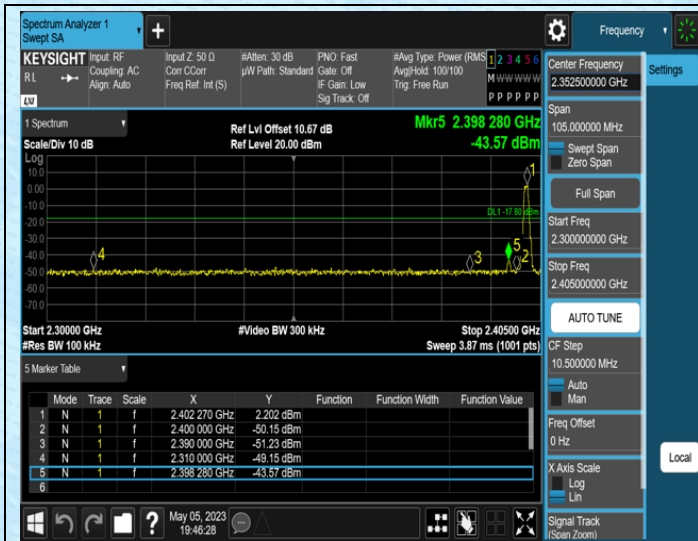 Spectrum Analyzer 1
Swept SA
Frequency
KEYSIGHT
Input: RF
Coupling: AC
Align: Auto
Input Z: 50 Ω
Corr CCorr
Freq Ref: Int (S)
#Atten: 30 dB
µW Path: Standard
PNO: Fast
Gate: Off
IF Gain: Low
Sig Track: Off
#Avg Type: Power (RMS
Avg|Hold: 100/100
Trig: Free Run
1 2 3 4 5 6
M W W W W W
P P P P P P
R L
LXI
1 Spectrum
Scale/Div 10 dB
Ref Lvl Offset 10.67 dB
Ref Level 20.00 dBm
Mkr5 2.398 280 GHz
-43.57 dBm
Log
10.0
0.00
-10.0
-20.0
-30.0
-40.0
-50.0
-60.0
-70.0
1
DL1 -17.80 dBm
4
3
5
2
Start 2.30000 GHz
#Res BW 100 kHz
#Video BW 300 kHz
Stop 2.40500 GHz
Sweep 3.87 ms (1001 pts)
5 Marker Table
Mode Trace Scale X Y Function Function Width Function Value
1 N 1 f 2.402 270 GHz 2.202 dBm
2 N 1 f 2.400 000 GHz -50.15 dBm
3 N 1 f 2.390 000 GHz -51.23 dBm
4 N 1 f 2.310 000 GHz -49.15 dBm
5 N 1 f 2.398 280 GHz -43.57 dBm
6
May 05, 2023
19:46:28
Center Frequency
2.352500000 GHz
Span
105.000000 MHz
Swept Span
Zero Span
Full Span
Start Freq
2.300000000 GHz
Stop Freq
2.405000000 GHz
AUTO TUNE
CF Step
10.500000 MHz
Auto
Man
Freq Offset
0 Hz
X Axis Scale
Log
Lin
Signal Track
(Span Zoom)
Settings
Local